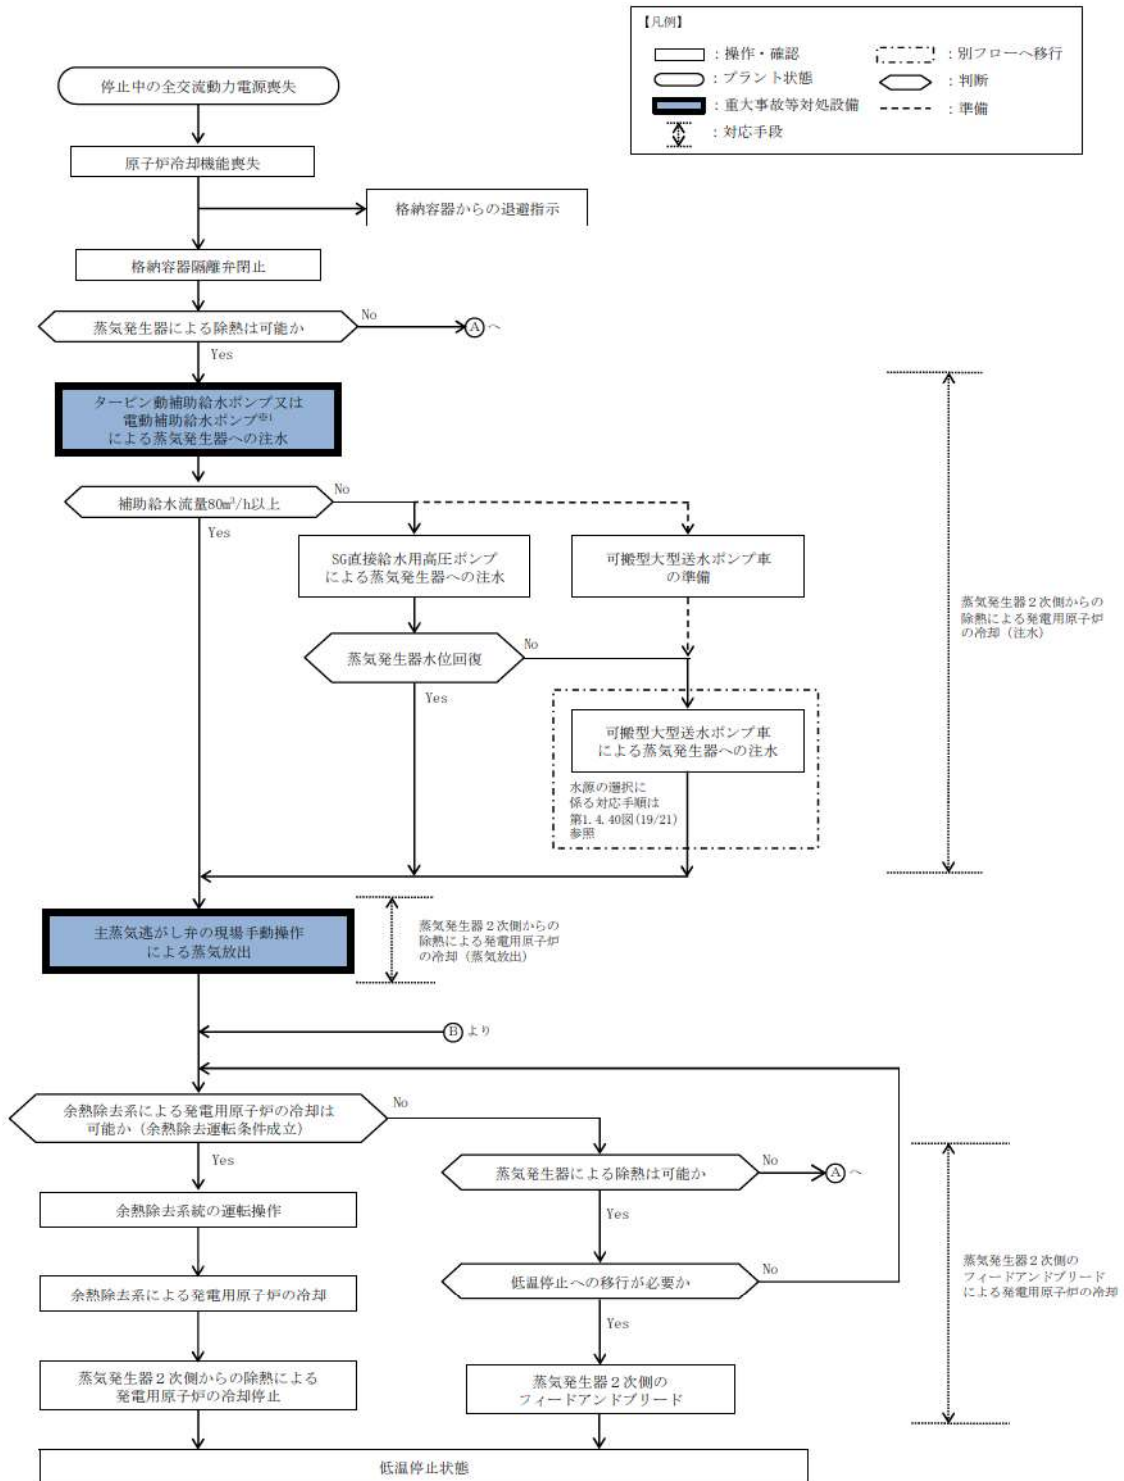 【凡例】
：操作・確認
：プラント状態
：重大事故等対処設備
：対応手段
：別フローへ移行
：判断
：準備
停止中の全交流動力電源喪失
原子炉冷却機能喪失
格納容器からの退避指示
格納容器隔離弁閉止
蒸気発生器による除熱は可能か
No
Ⓐへ
Yes
タービン動補助給水ポンプ又は
電動補助給水ポンプ※1
による蒸気発生器への注水
補助給水流量80m³/h以上
No
Yes
SG直接給水用高圧ポンプ
による蒸気発生器への注水
可搬型大型送水ポンプ車
の準備
蒸気発生器水位回復
No
Yes
可搬型大型送水ポンプ車
による蒸気発生器への注水
水源の選択に
係る対応手順は
第1.4.40図(19/21)
参照
蒸気発生器２次側からの
除熱による発電用原子炉
の冷却（注水）
主蒸気逃がし弁の現場手動操作
による蒸気放出
蒸気発生器２次側からの
除熱による発電用原子炉
の冷却（蒸気放出）
Ⓑより
余熱除去系による発電用原子炉の冷却は
可能か（余熱除去運転条件成立）
No
Yes
蒸気発生器による除熱は可能か
No
Ⓐへ
Yes
余熱除去系統の運転操作
低温停止への移行が必要か
No
Yes
余熱除去系による発電用原子炉の冷却
蒸気発生器２次側の
フィードアンドブリード
による発電用原子炉の冷却
蒸気発生器２次側からの除熱による
発電用原子炉の冷却停止
蒸気発生器２次側の
フィードアンドブリード
低温停止状態